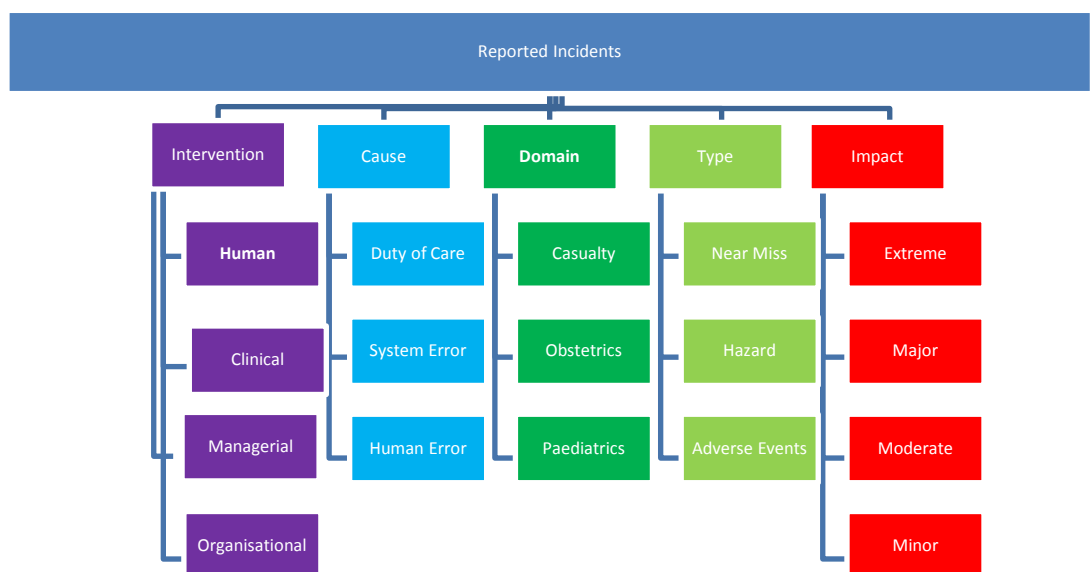 Reported Incidents
Intervention
Cause
Domain
Type
Impact
Human
Duty of Care
Casualty
Near Miss
Extreme
Clinical
System Error
Obstetrics
Hazard
Major
Managerial
Human Error
Paediatrics
Adverse Events
Moderate
Organisational
Minor